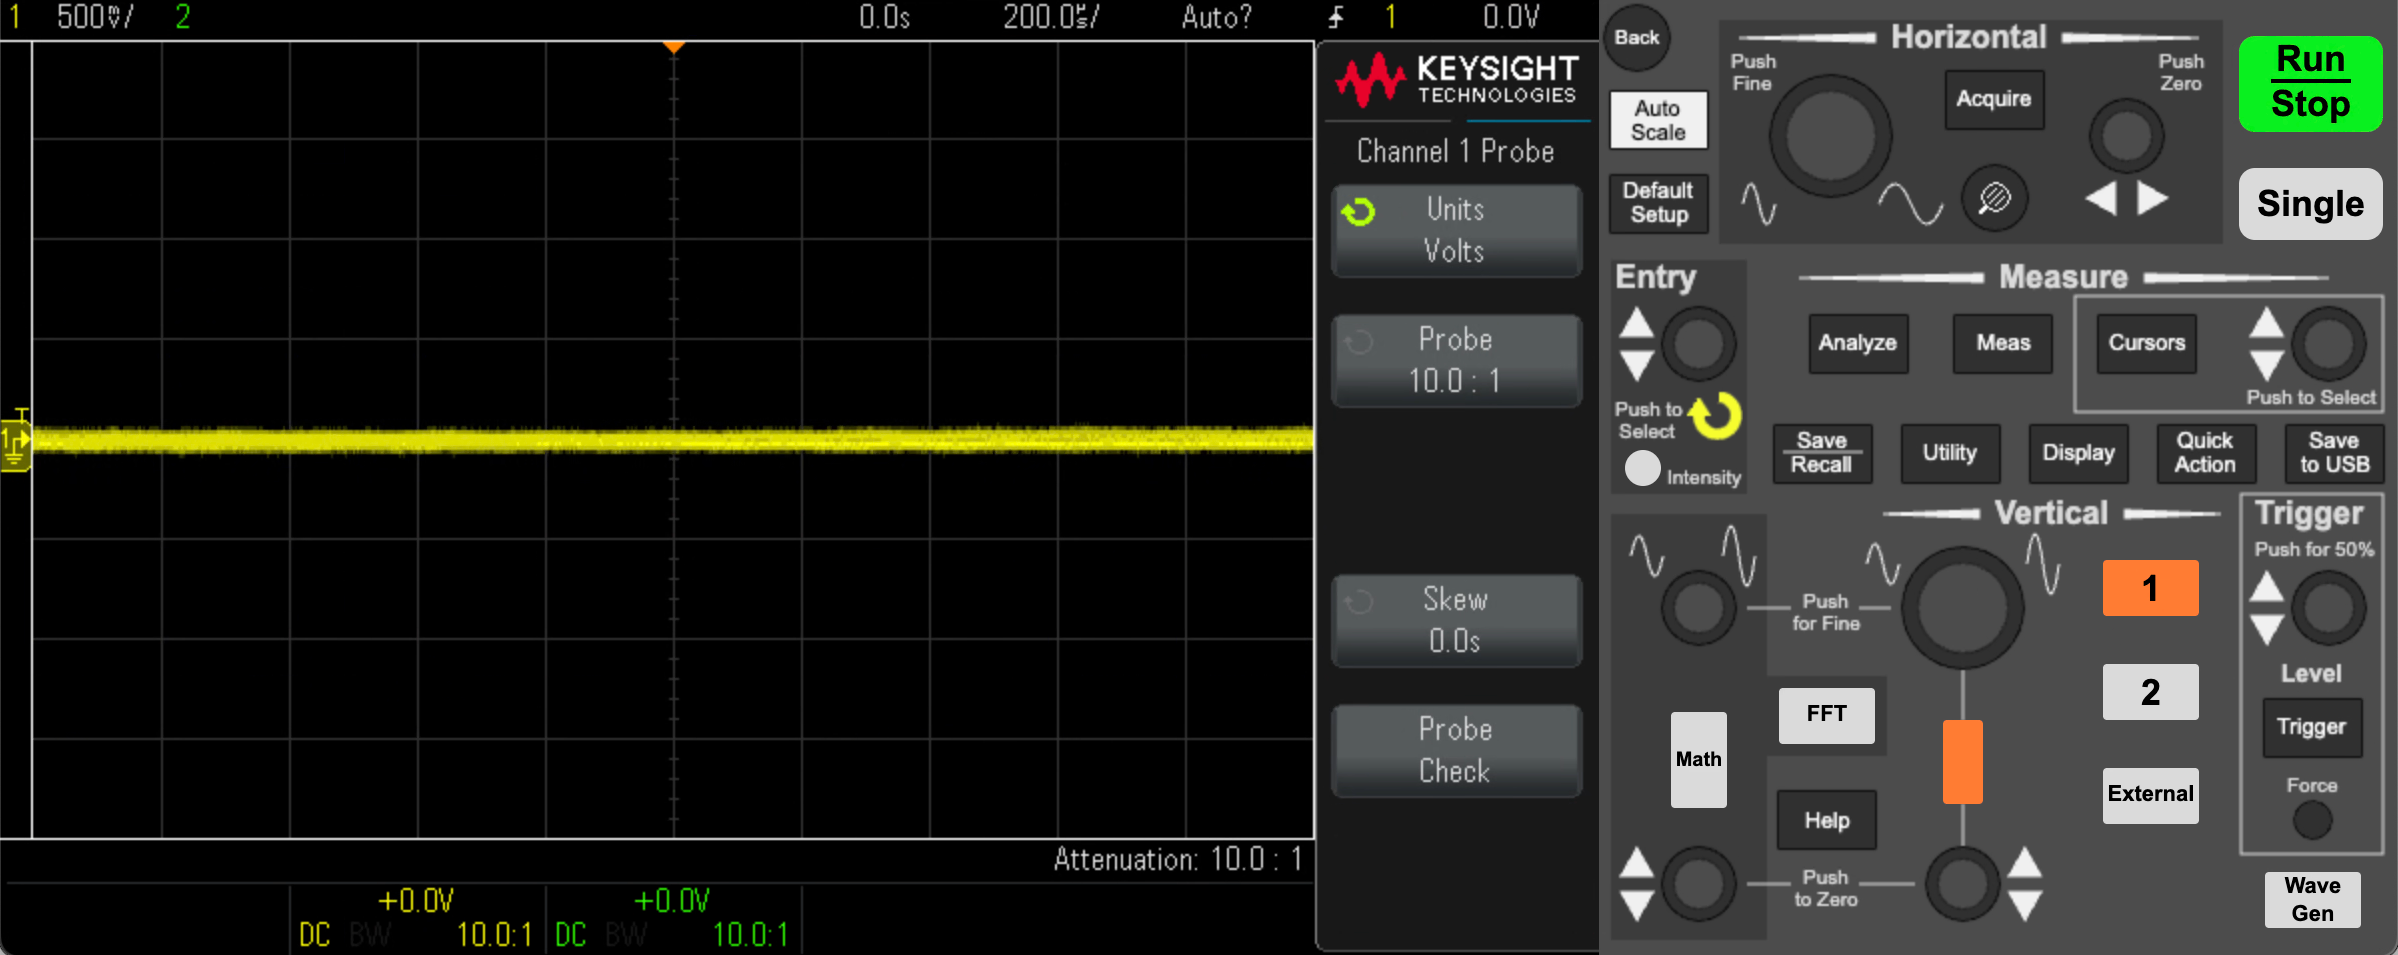 1 500mV/ 2 0.0s 200.0µs/ Auto? 1 0.0V
KEYSIGHT
TECHNOLOGIES
Channel 1 Probe
Units
Volts
Probe
10.0 : 1
Skew
0.0s
Probe
Check
T
1
Attenuation: 10.0 : 1
+0.0V
DC BW 10.0:1
+0.0V
DC BW 10.0:1
Back
Auto
Scale
Default
Setup
Horizontal
Push
Fine
Acquire
Push
Zero
Run
Stop
Single
Entry
Push to
Select
Intensity
Measure
Analyze
Meas
Cursors
Push to Select
Save
Recall
Utility
Display
Quick
Action
Save
to USB
Vertical
Push
for Fine
1
2
External
FFT
Math
Help
Push
to Zero
Trigger
Push for 50%
Level
Trigger
Force
Wave
Gen